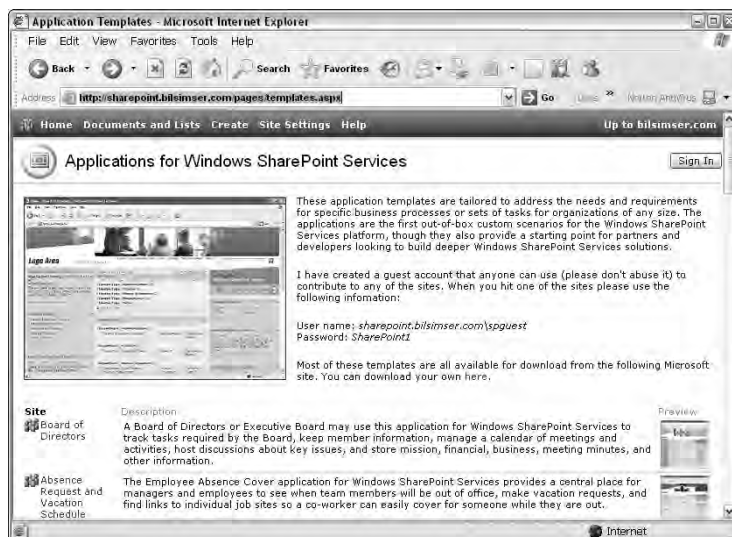 Application Templates - Microsoft Internet Explorer
File Edit View Favorites Tools Help
Back Search Favorites
Address http://sharepoint.bilsimser.com/pages/templates.aspx Go Links » Norton AntiVirus
Home Documents and Lists Create Site Settings Help Up to bilsimser.com
Applications for Windows SharePoint Services Sign In
These application templates are tailored to address the needs and requirements
for specific business processes or sets of tasks for organizations of any size. The
applications are the first out-of-box custom scenarios for the Windows SharePoint
Services platform, though they also provide a starting point for partners and
developers looking to build deeper Windows SharePoint Services solutions.
I have created a guest account that anyone can use (please don't abuse it) to
contribute to any of the sites. When you hit one of the sites please use the
following infomation:
User name: sharepoint.bilsimser.com\spguest
Password: SharePoint1
Most of these templates are all available for download from the following Microsoft
site. You can download your own here.
Logo Area
Site Description Preview
Board of
Directors
A Board of Directors or Executive Board may use this application for Windows SharePoint Services to
track tasks required by the Board, keep member information, manage a calendar of meetings and
activities, host discussions about key issues, and store mission, financial, business, meeting minutes, and
other information.
Absence
Request and
Vacation
Schedule
The Employee Absence Cover application for Windows SharePoint Services provides a central place for
managers and employees to see when team members will be out of office, make vacation requests, and
find links to individual job sites so a co-worker can easily cover for someone while they are out.
Internet